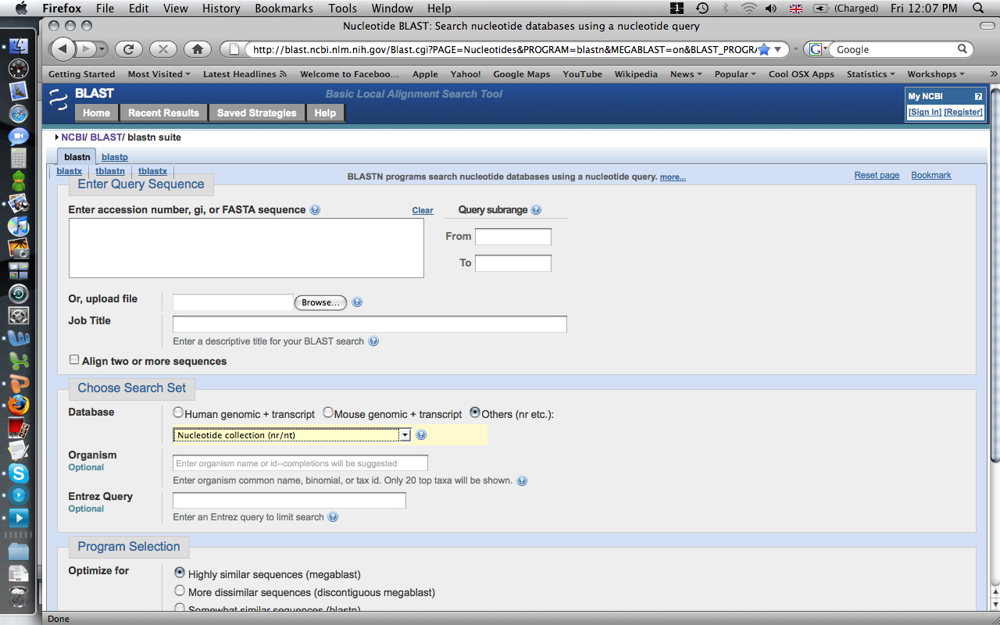 Firefox File Edit View History Bookmarks Tools Window Help (Charged) Fri 12:07 PM
Nucleotide BLAST: Search nucleotide databases using a nucleotide query
http://blast.ncbi.nlm.nih.gov/Blast.cgi?PAGE=Nucleotides&PROGRAM=blastn&MEGABLAST=on&BLAST_PROGRA Google
Getting Started Most Visited Latest Headlines Welcome to Faceboo... Apple Yahoo! Google Maps YouTube Wikipedia News Popular Cool OSX Apps Statistics Workshops »
BLAST Basic Local Alignment Search Tool
My NCBI ?
Home Recent Results Saved Strategies Help
[Sign In] [Register]
NCBI/ BLAST/ blastn suite
blastn blastp
blastx tblastn tblastx
BLASTN programs search nucleotide databases using a nucleotide query. more... Reset page Bookmark
Enter Query Sequence
Enter accession number, gi, or FASTA sequence Clear Query subrange
From
To
Or, upload file Browse...
Job Title
Enter a descriptive title for your BLAST search
Align two or more sequences
Choose Search Set
Database Human genomic + transcript Mouse genomic + transcript Others (nr etc.):
Nucleotide collection (nr/nt)
Organism
Optional
Enter organism name or id--completions will be suggested
Enter organism common name, binomial, or tax id. Only 20 top taxa will be shown.
Entrez Query
Optional
Enter an Entrez query to limit search
Program Selection
Optimize for Highly similar sequences (megablast)
More dissimilar sequences (discontiguous megablast)
Somewhat similar sequences (blastn)
Done